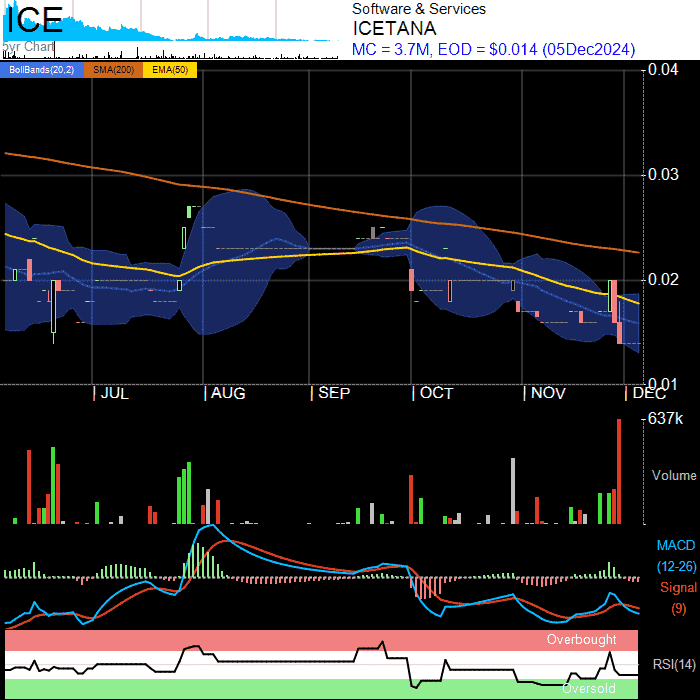 ICE
5yr Chart
Software & Services
ICETANA
MC = 3.7M, EOD = $0.014 (05Dec2024)
BollBands(20,2) SMA(200) EMA(50)
0.04
0.03
0.02
0.01
JUL AUG SEP OCT NOV DEC
637k
Volume
MACD
(12-26)
Signal
(9)
Overbought
RSI(14)
Oversold